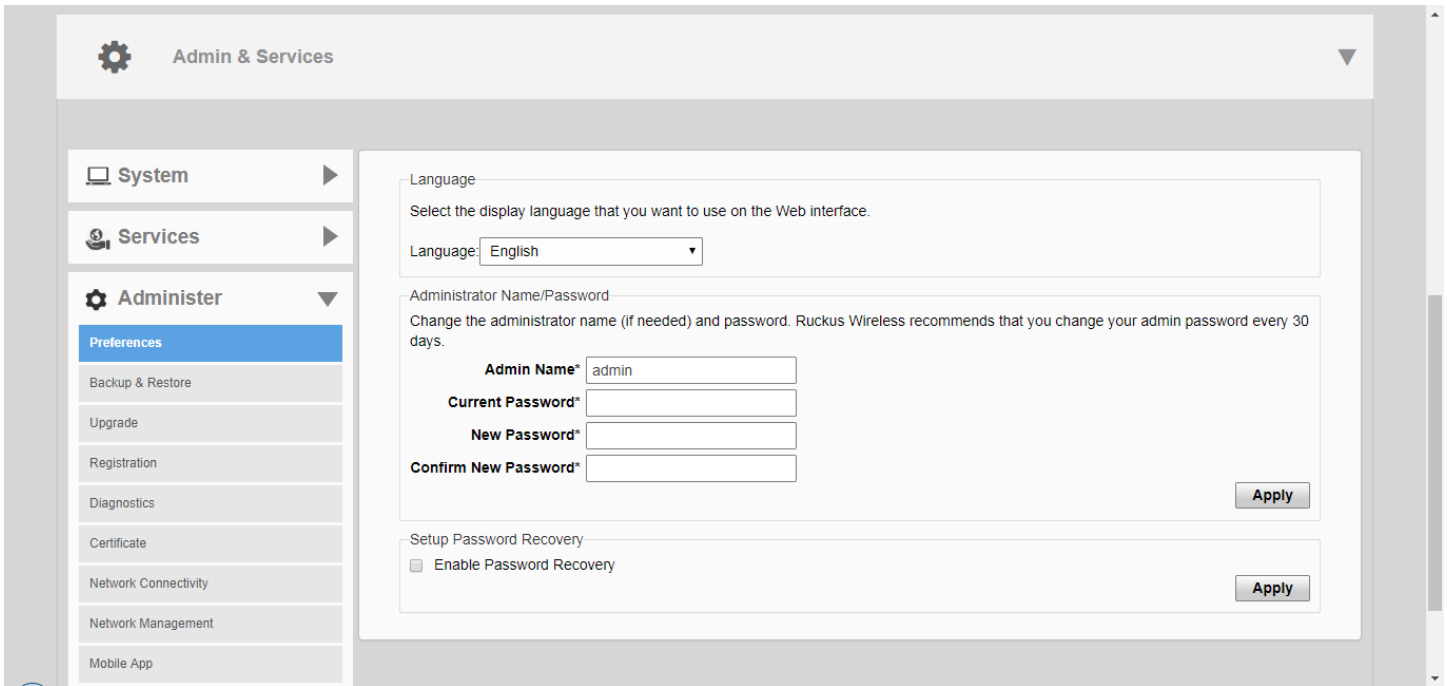 Admin & Services
System
Services
Administer
Preferences
Backup & Restore
Upgrade
Registration
Diagnostics
Certificate
Network Connectivity
Network Management
Mobile App
Language
Select the display language that you want to use on the Web interface.
Language: English
Administrator Name/Password
Change the administrator name (if needed) and password. Ruckus Wireless recommends that you change your admin password every 30
days.
Admin Name* admin
Current Password*
New Password*
Confirm New Password*
Apply
Setup Password Recovery
Enable Password Recovery
Apply